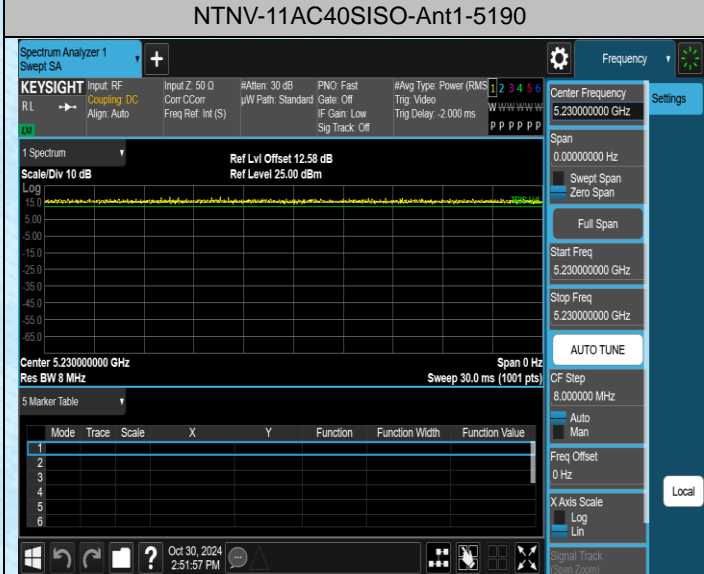 NTNV-11AC40SISO-Ant1-5190
Spectrum Analyzer 1
Swept SA
Frequency
KEYSIGHT
RL
LXI
Input: RF
Coupling: DC
Align: Auto
Input Z: 50 Ω
Corr CCorr
Freq Ref: Int (S)
#Atten: 30 dB
µW Path: Standard
PNO: Fast
Gate: Off
IF Gain: Low
Sig Track: Off
#Avg Type: Power (RMS
Trig: Video
Trig Delay: -2.000 ms
1 2 3 4 5 6
W W W W W W
P P P P P P
Center Frequency
5.230000000 GHz
Settings
Span
0.00000000 Hz
Swept Span
Zero Span
Full Span
Start Freq
5.230000000 GHz
Stop Freq
5.230000000 GHz
AUTO TUNE
CF Step
8.000000 MHz
Auto
Man
Freq Offset
0 Hz
X Axis Scale
Log
Lin
Signal Track
(Span Zoom)
Local
1 Spectrum
Scale/Div 10 dB
Ref Lvl Offset 12.58 dB
Ref Level 25.00 dBm
Log
15.0
5.00
-5.00
-15.0
-25.0
-35.0
-45.0
-55.0
-65.0
Center 5.230000000 GHz
Span 0 Hz
Res BW 8 MHz
Sweep 30.0 ms (1001 pts)
5 Marker Table
Mode Trace Scale X Y Function Function Width Function Value
1
2
3
4
5
6
?
Oct 30, 2024
2:51:57 PM